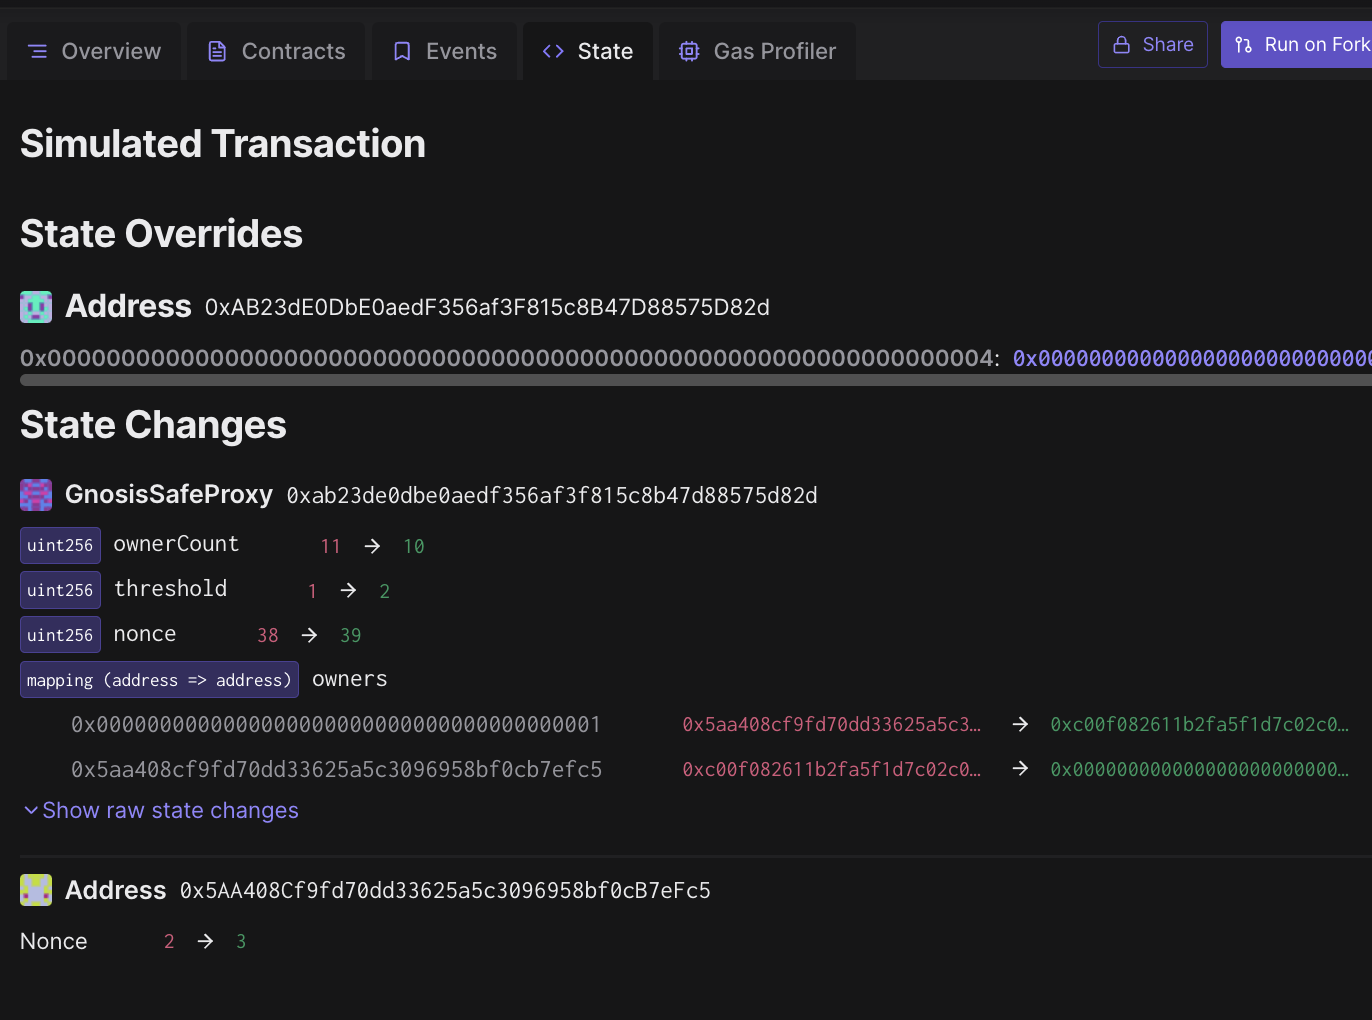 Overview Contracts Events State Gas Profiler Share Run on Fork
Simulated Transaction
State Overrides
Address 0xAB23dE0DbE0aedF356af3F815c8B47D88575D82d
0x0000000000000000000000000000000000000000000000000000000000000004: 0x0000000000000000000000000
State Changes
GnosisSafeProxy 0xab23de0dbe0aedf356af3f815c8b47d88575d82d
uint256 ownerCount 11 → 10
uint256 threshold 1 → 2
uint256 nonce 38 → 39
mapping (address => address) owners
0x0000000000000000000000000000000000000001 0x5aa408cf9fd70dd33625a5c3… → 0xc00f082611b2fa5f1d7c02c0…
0x5aa408cf9fd70dd33625a5c3096958bf0cb7efc5 0xc00f082611b2fa5f1d7c02c0… → 0x000000000000000000000000…
Show raw state changes
Address 0x5AA408Cf9fd70dd33625a5c3096958bf0cB7eFc5
Nonce 2 → 3